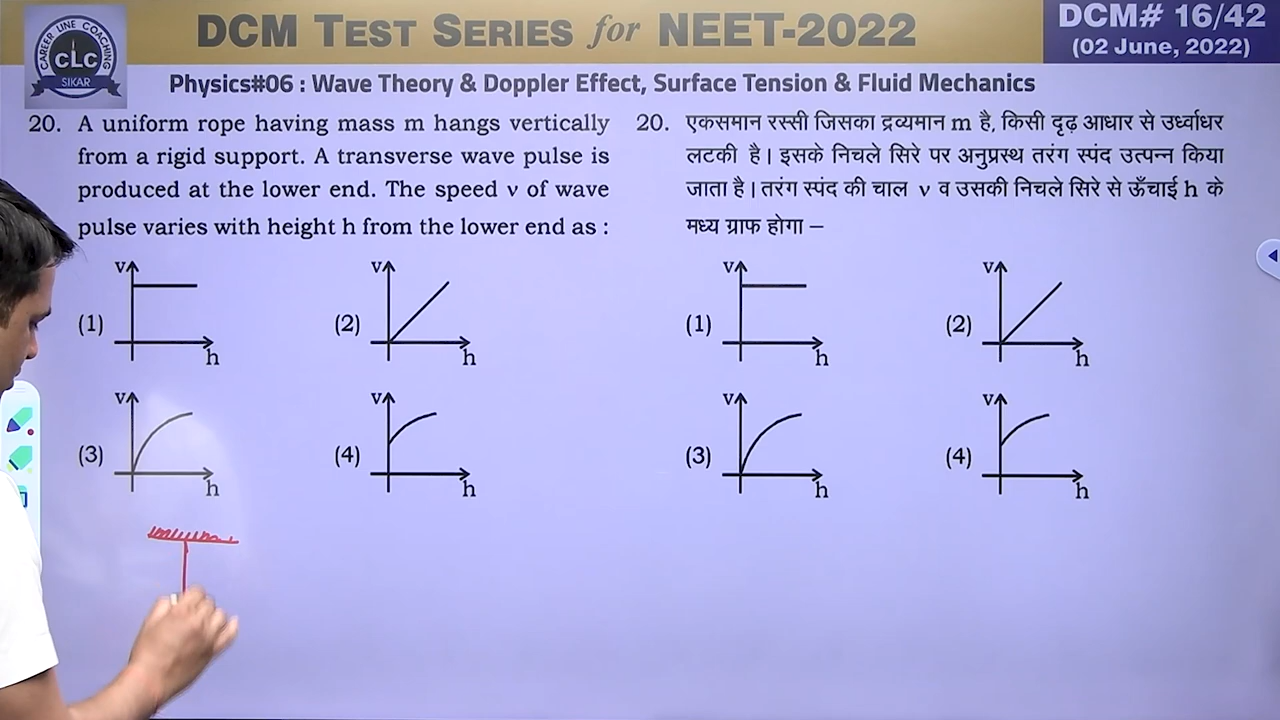 CAREER LINE COACHING
CLC
SIKAR
DCM TEST SERIES for NEET-2022
DCM# 16/42
(02 June, 2022)
Physics#06 : Wave Theory & Doppler Effect, Surface Tension & Fluid Mechanics
20. A uniform rope having mass m hangs vertically
from a rigid support. A transverse wave pulse is
produced at the lower end. The speed v of wave
pulse varies with height h from the lower end as :
(1) v h
(2) v h
(3) v h
(4) v h
20. एकसमान रस्सी जिसका द्रव्यमान m है, किसी दृढ़ आधार से उर्ध्वाधर
लटकी है। इसके निचले सिरे पर अनुप्रस्थ तरंग स्पंद उत्पन्न किया
जाता है। तरंग स्पंद की चाल v व उसकी निचले सिरे से ऊँचाई h के
मध्य ग्राफ होगा –
(1) v h
(2) v h
(3) v h
(4) v h